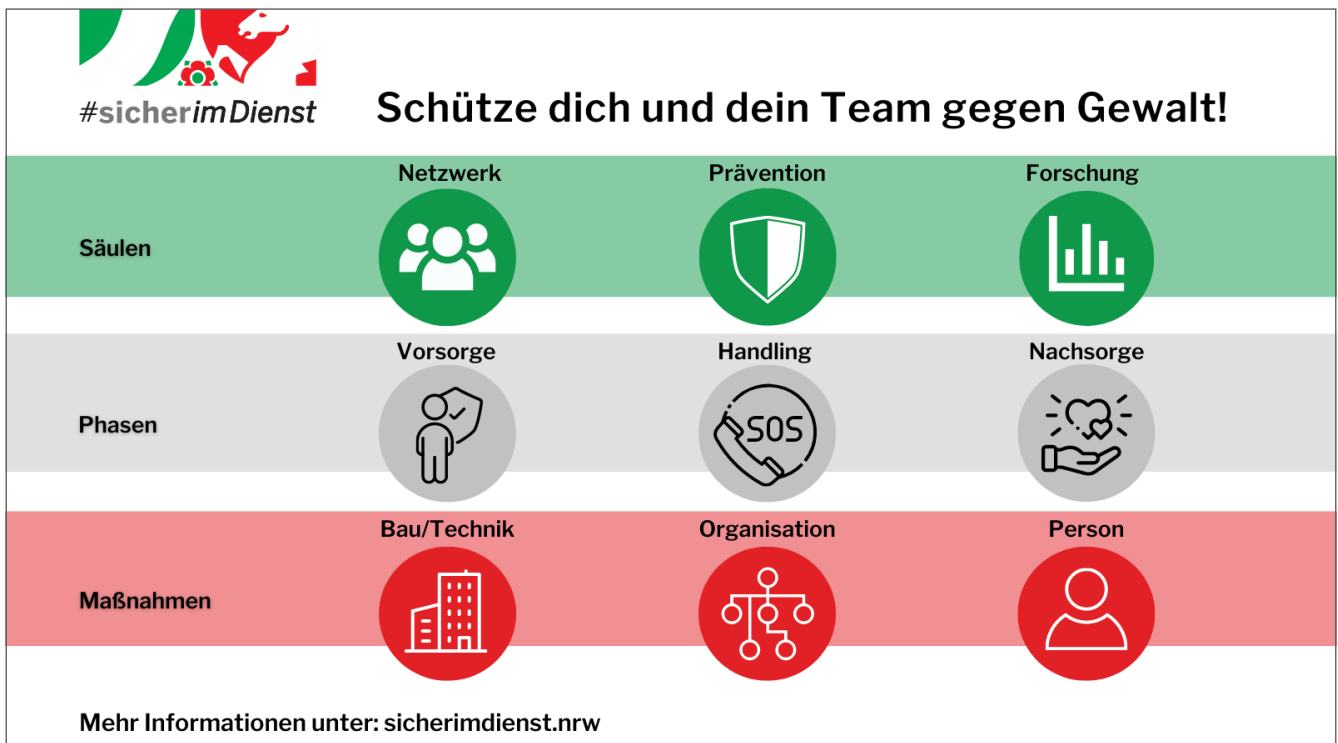 #sicherimDienst
Schütze dich und dein Team gegen Gewalt!
Netzwerk Prävention Forschung
Säulen
Vorsorge Handling Nachsorge
SOS
Phasen
Bau/Technik Organisation Person
Maßnahmen
Mehr Informationen unter: sicherimdienst.nrw